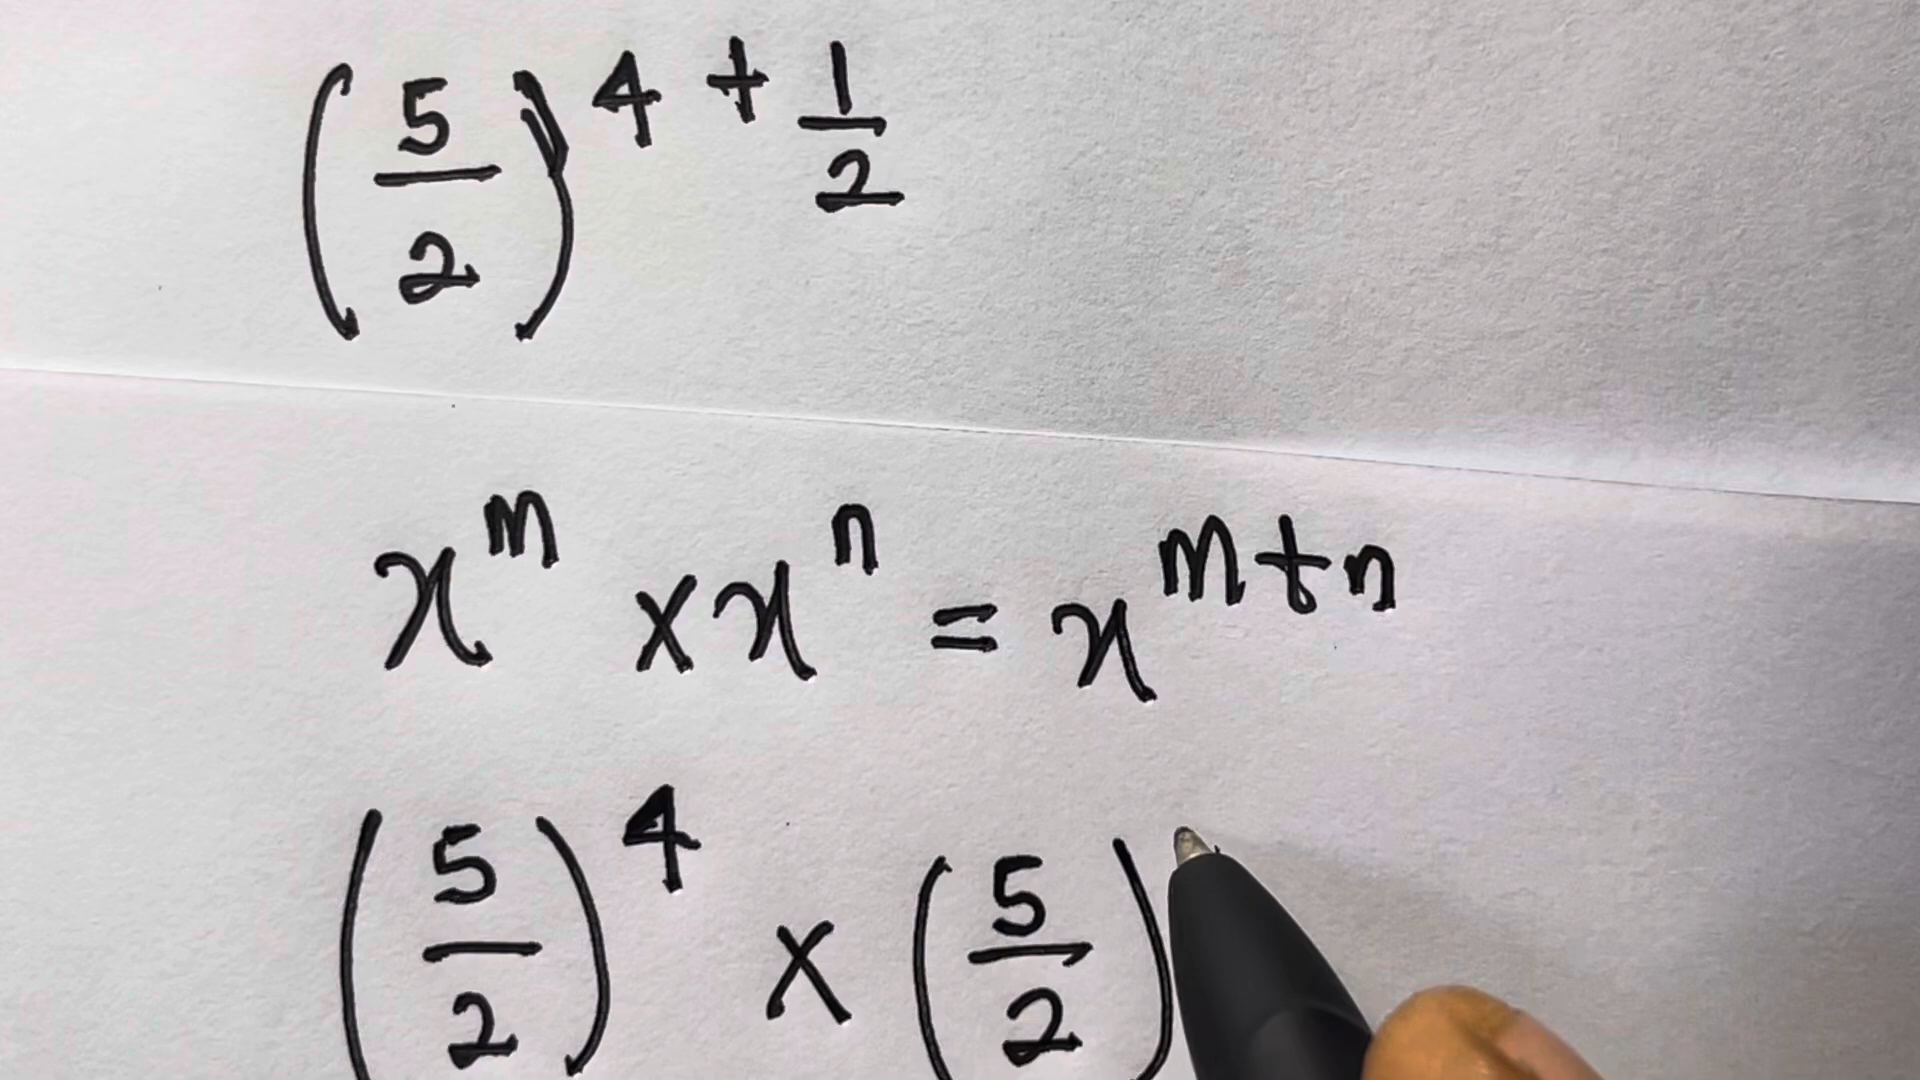 (5/2)^(4 + 1/2)
x^m × x^n = x^(m+n)
(5/2)^4 × (5/2)